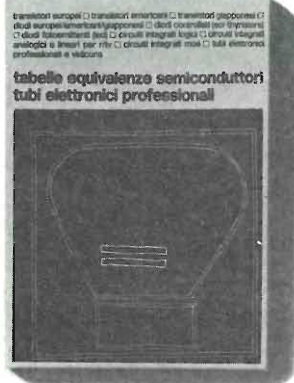 transistori europei □ transistori americani □ transistori giapponesi □
diodi europei/americani/giapponesi □ diodi controllati (scr thyristors)
□ diodi fotoemittenti (led) □ circuiti integrati logici □ circuiti integrati
analogici e lineari per r/tv □ circuiti integrati mos □ tubi elettronici
professionali e vidicons
tabelle equivalenze semiconduttori
tubi elettronici professionali